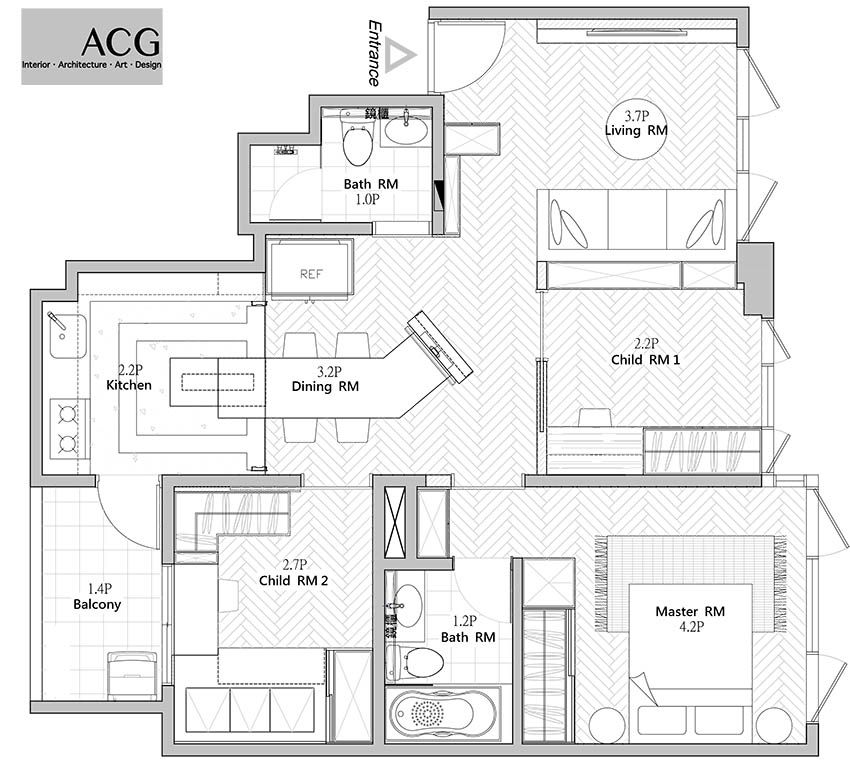 ACG
Interior · Architecture · Art · Design
Entrance
3.7P
Living RM
鏡櫃
Bath RM
1.0P
REF
2.2P
Kitchen
3.2P
Dining RM
2.2P
Child RM 1
1.4P
Balcony
2.7P
Child RM 2
鏡櫃
1.2P
Bath RM
Master RM
4.2P